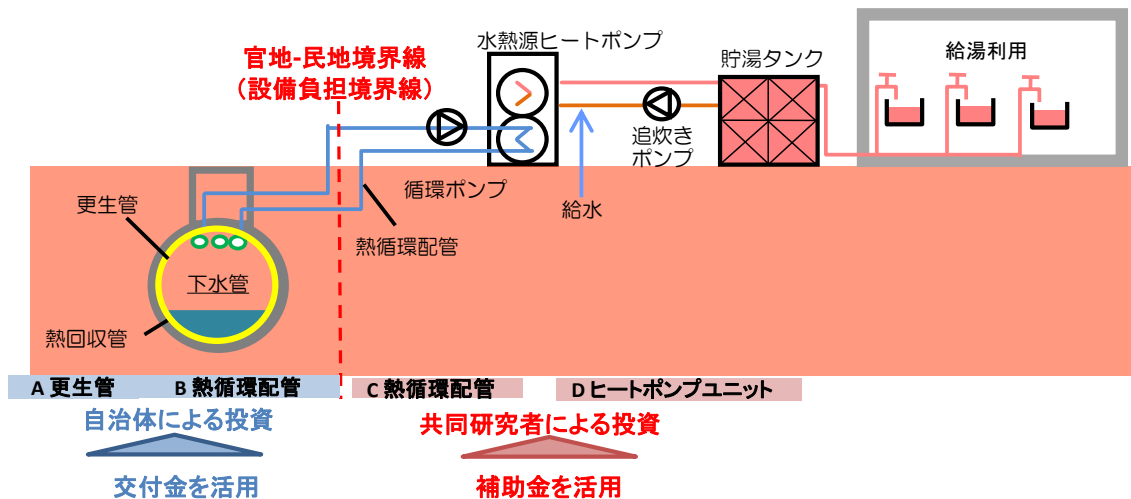 水熱源ヒートポンプ
官地-民地境界線
（設備負担境界線）
貯湯タンク
給湯利用
追炊き
ポンプ
循環ポンプ
給水
更生管
熱循環配管
下水管
熱回収管
A 更生管
B 熱循環配管
C 熱循環配管
D ヒートポンプユニット
自治体による投資
共同研究者による投資
交付金を活用
補助金を活用